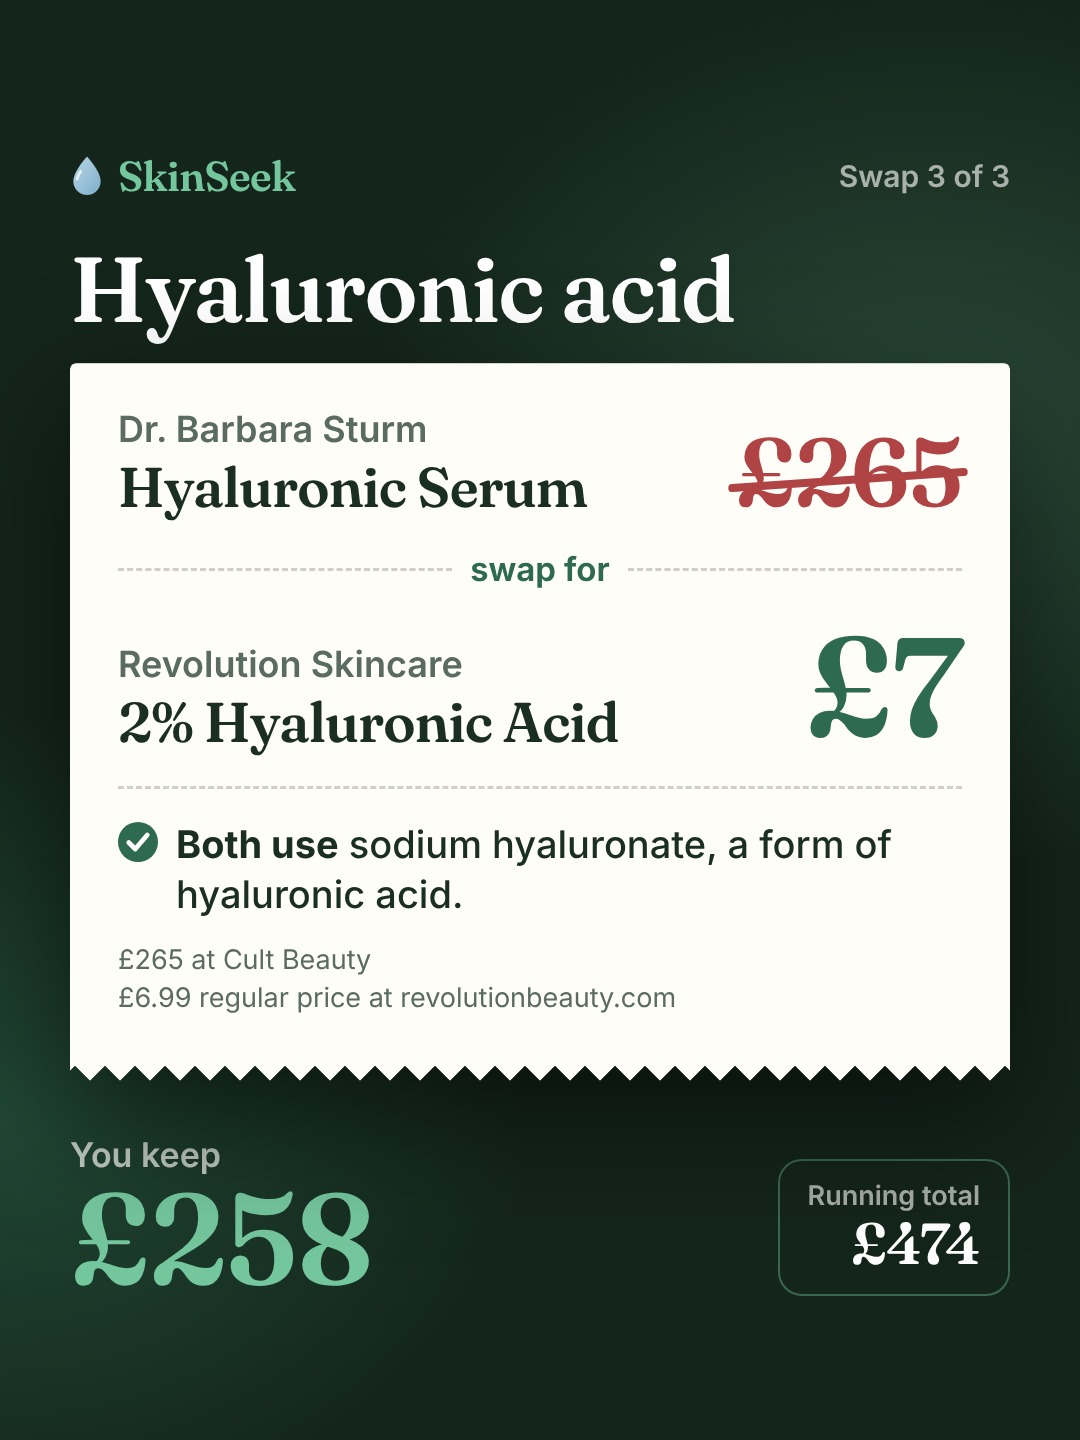 SkinSeek
Swap 3 of 3
Hyaluronic acid
Dr. Barbara Sturm
Hyaluronic Serum
£265
swap for
Revolution Skincare
2% Hyaluronic Acid
£7
Both use sodium hyaluronate, a form of
hyaluronic acid.
£265 at Cult Beauty
£6.99 regular price at revolutionbeauty.com
You keep
£258
Running total
£474